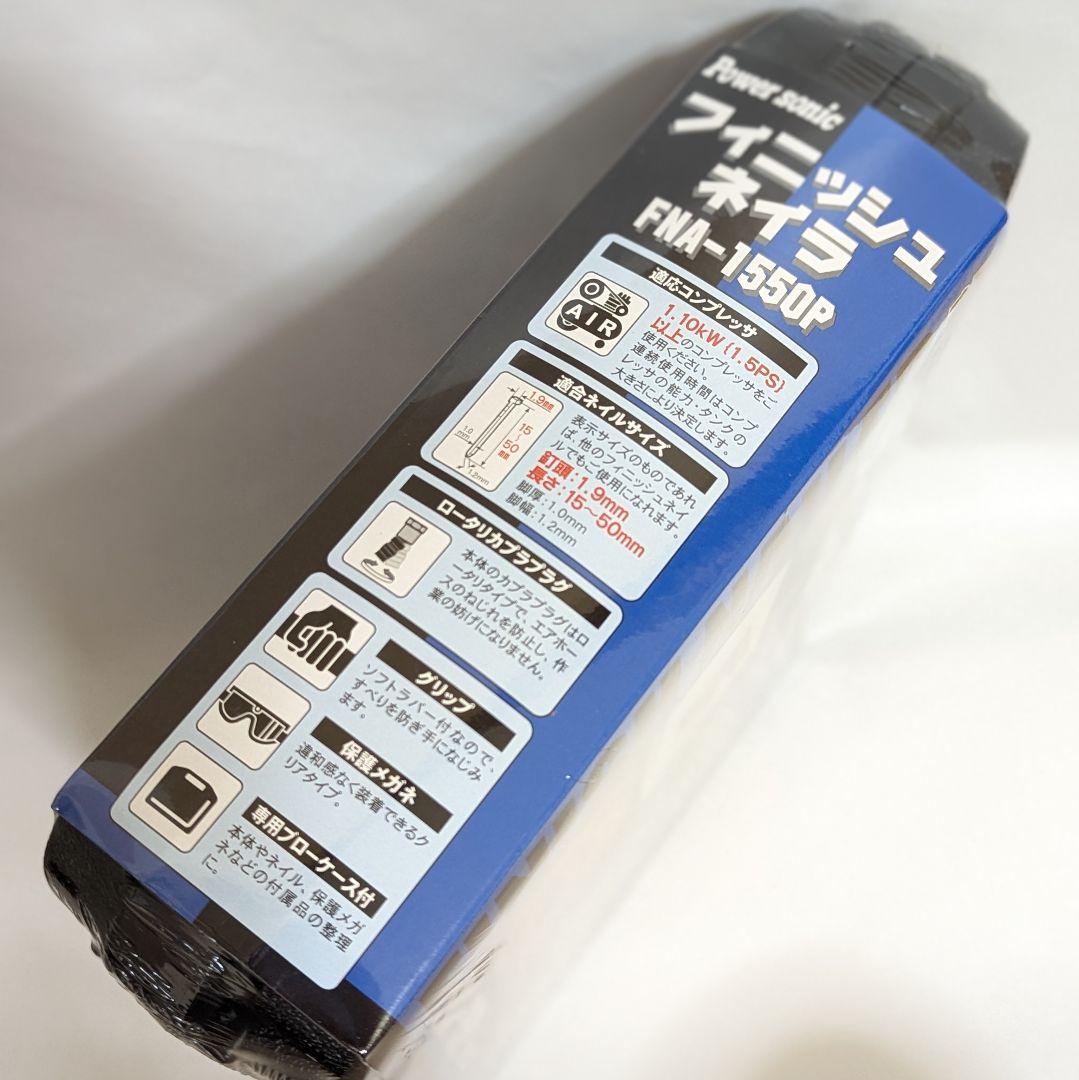 Power sonic
フィニッシュ
ネイラ
FNA-1550P
適応コンプレッサ
AIR
1.10kW{1.5PS}
以上のコンプレッサをご
使用ください。
連続使用時間はコンプ
レッサの能力・タンクの
大きさにより決定します。
適合ネイルサイズ
1.9mm
15
〜
50
mm
1.0
mm
1.2mm
表示サイズのものであれ
ば、他のフィニッシュネイ
ルでもご使用になれます。
釘頭：1.9mm
長さ：15〜50mm
脚厚：1.0mm
脚幅：1.2mm
ロータリカプラプラグ
本体のカプラプラグはロ
ータリタイプで、エアホー
スのねじれを防止し、作
業の妨げになりません。
グリップ
ソフトラバー付なので、
すべりを防ぎ手になじみ
ます。
保護メガネ
違和感なく装着できるク
リアタイプ。
専用ブローケース付
本体やネイル、保護メガ
ネなどの付属品の整理
に。